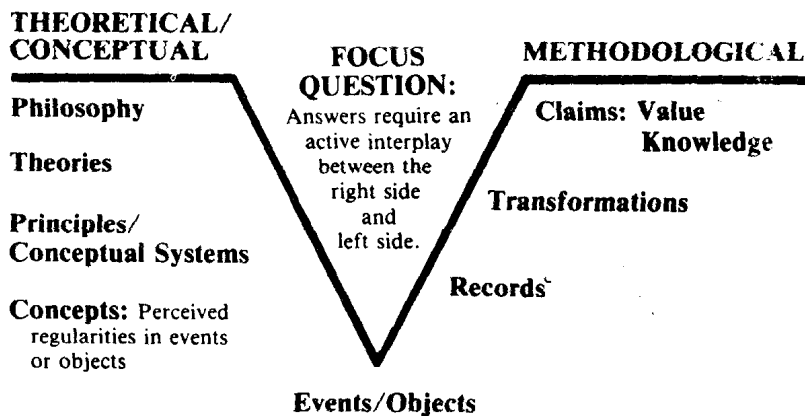 THEORETICAL/
CONCEPTUAL
Philosophy
Theories
Principles/
Conceptual Systems
Concepts: Perceived
regularities in events
or objects
FOCUS
QUESTION:
Answers require an
active interplay
between the
right side
and
left side.
METHODOLOGICAL
Claims: Value
Knowledge
Transformations
Records
Events/Objects